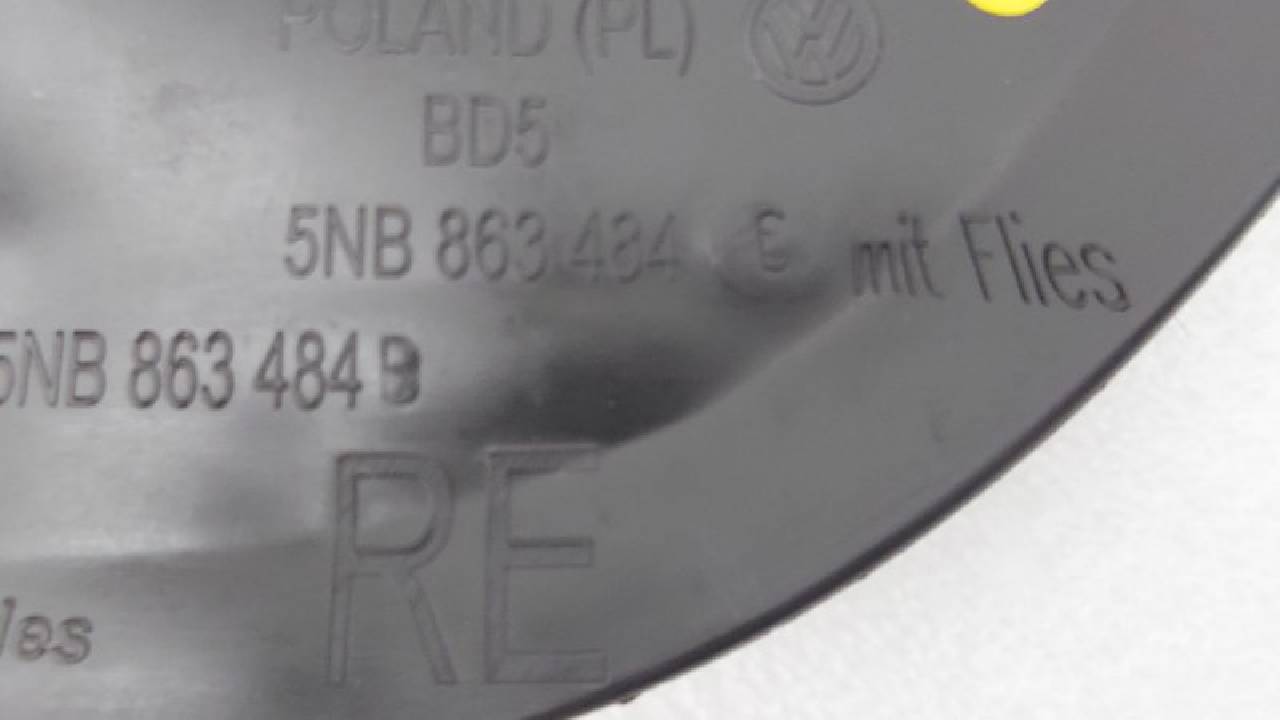 POLAND (PL)
BD5
5NB 863 484 C mit Flies
5NB 863 484 B
RE